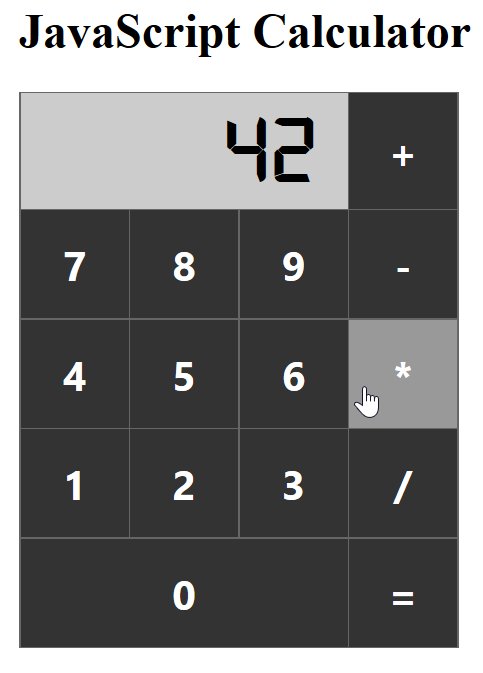 JavaScript Calculator
42 +
7 8 9 -
4 5 6 *
1 2 3 /
0 =